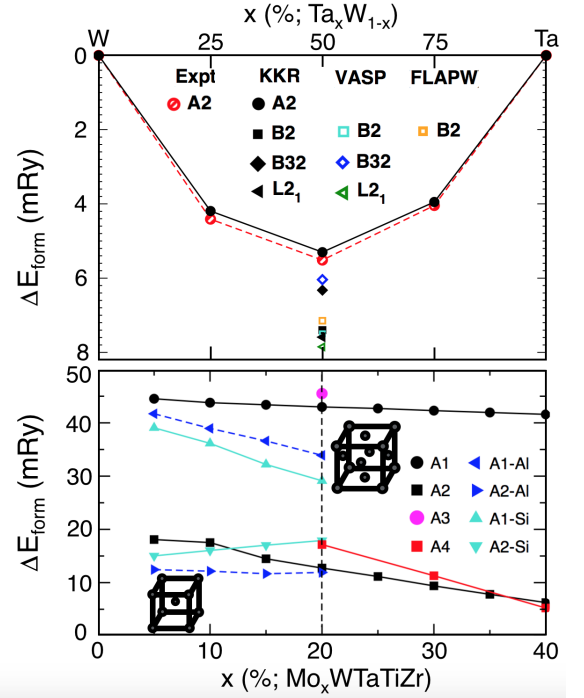 x (%; TaₓW₁₋ₓ)
W 25 50 75 Ta
Expt KKR VASP FLAPW
A2 A2
B2 B2 B2
B32 B32
L2₁ L2₁
0
2
4
6
8
ΔE_form (mRy)
50
40
30
20
10
0
ΔE_form (mRy)
A1 A1-Al
A2 A2-Al
A3 A1-Si
A4 A2-Si
0 10 20 30 40
x (%; MoₓWTaTiZr)